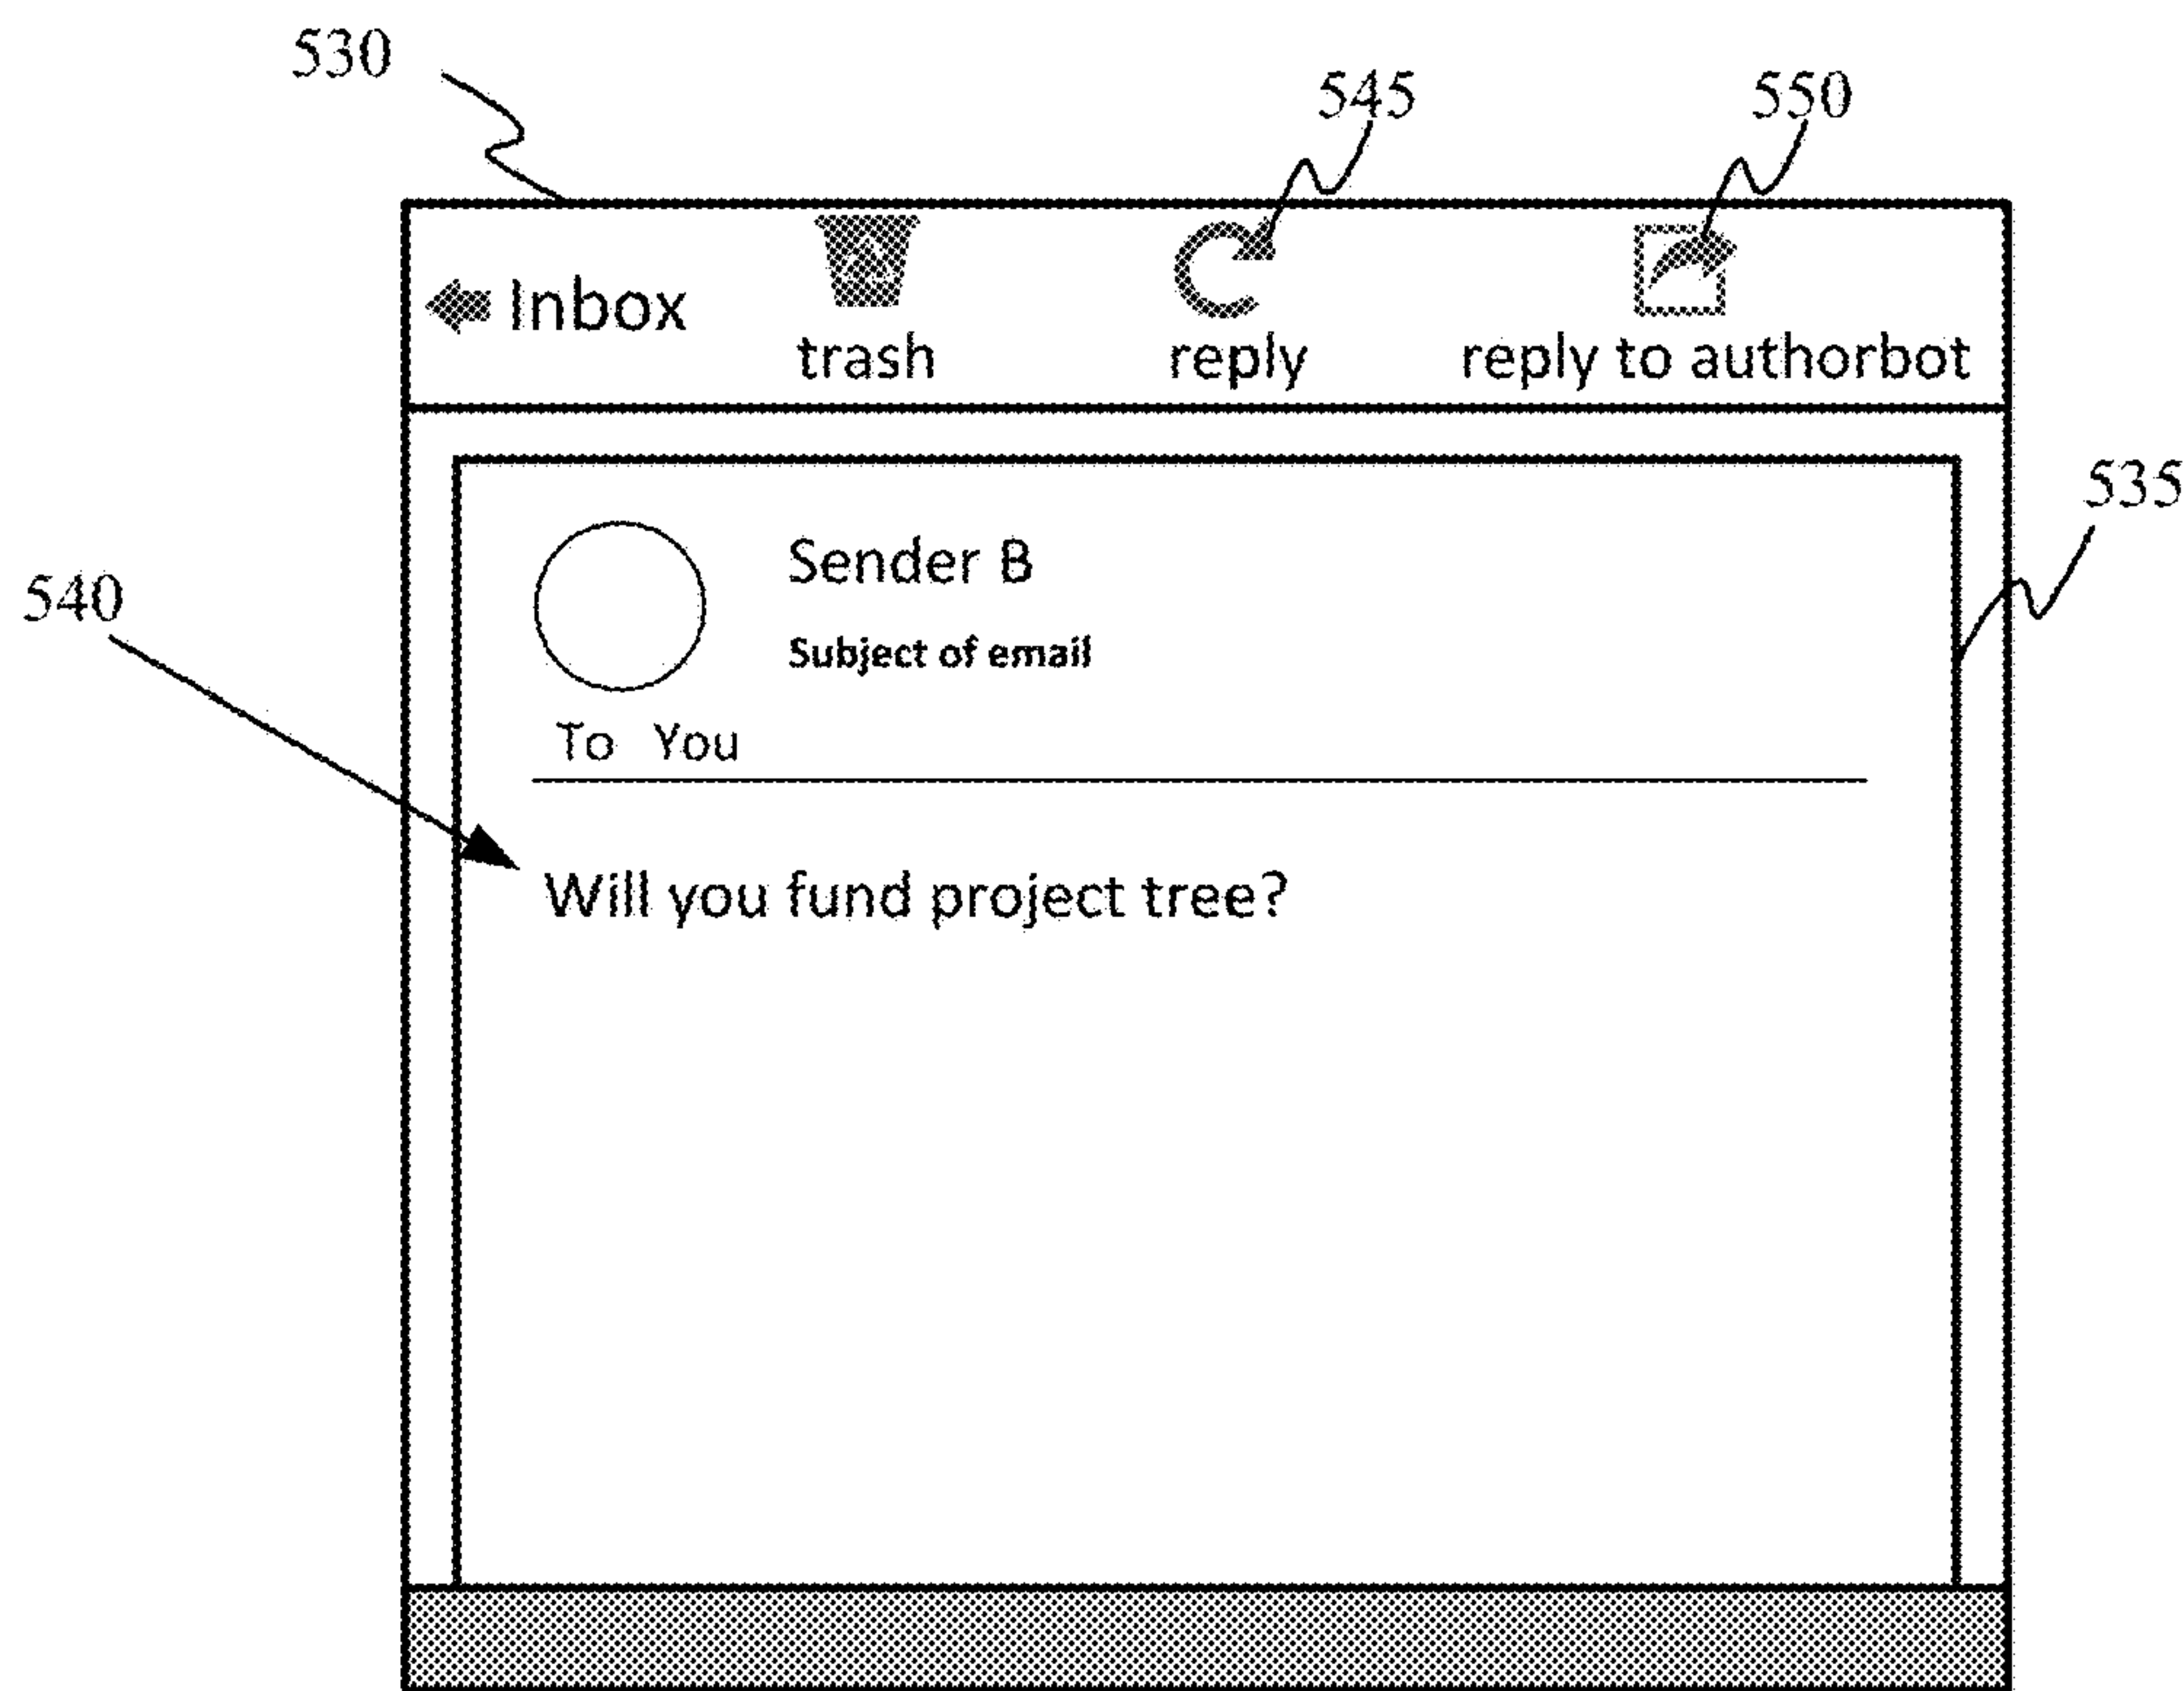 530
545
550
Inbox
trash
reply
reply to authorbot
535
Sender B
540
Subject of email
To You
Will you fund project tree?